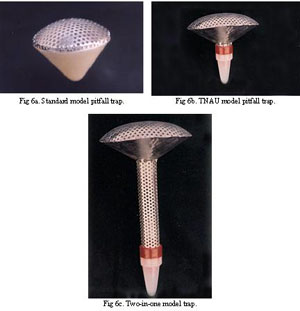 Fig 6a. Standard model pitfall trap.
Fig 6b. TNAU model pitfall trap.
Fig 6c. Two-in-one model trap.